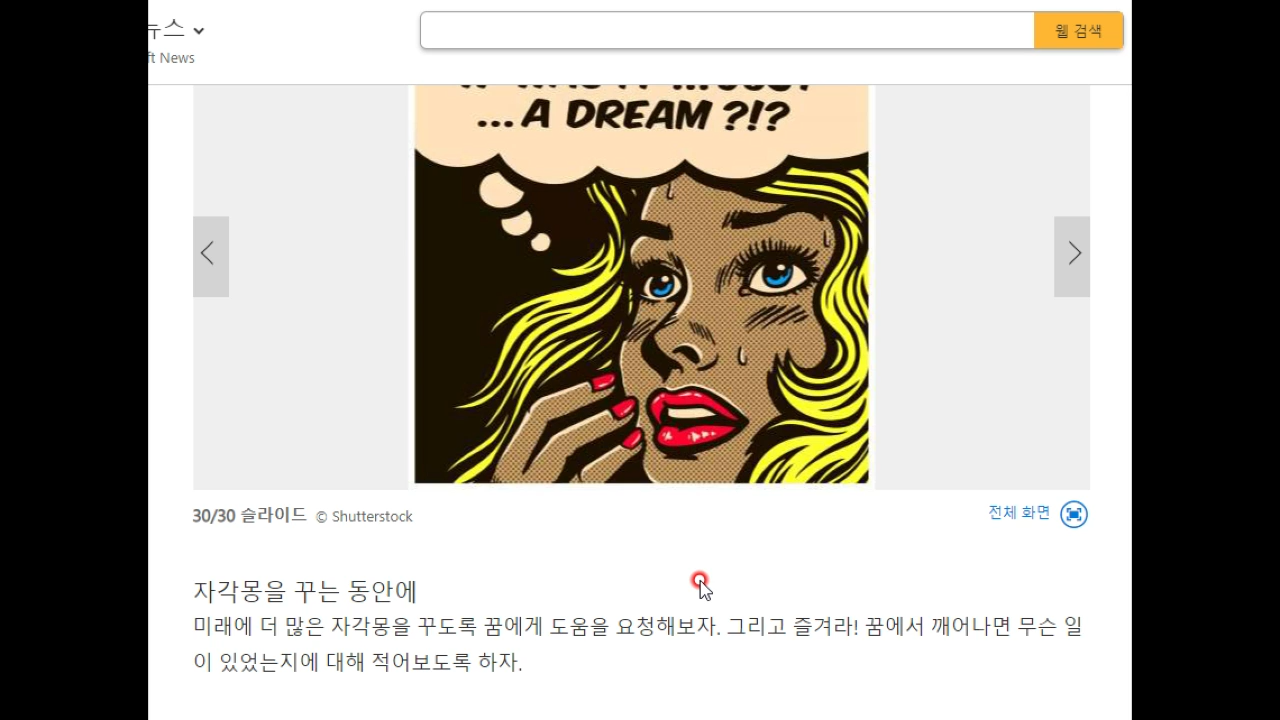 뉴스
ft News
웹 검색
... A DREAM ?!?
30/30 슬라이드 © Shutterstock
전체 화면
자각몽을 꾸는 동안에
미래에 더 많은 자각몽을 꾸도록 꿈에게 도움을 요청해보자. 그리고 즐겨라! 꿈에서 깨어나면 무슨 일
이 있었는지에 대해 적어보도록 하자.